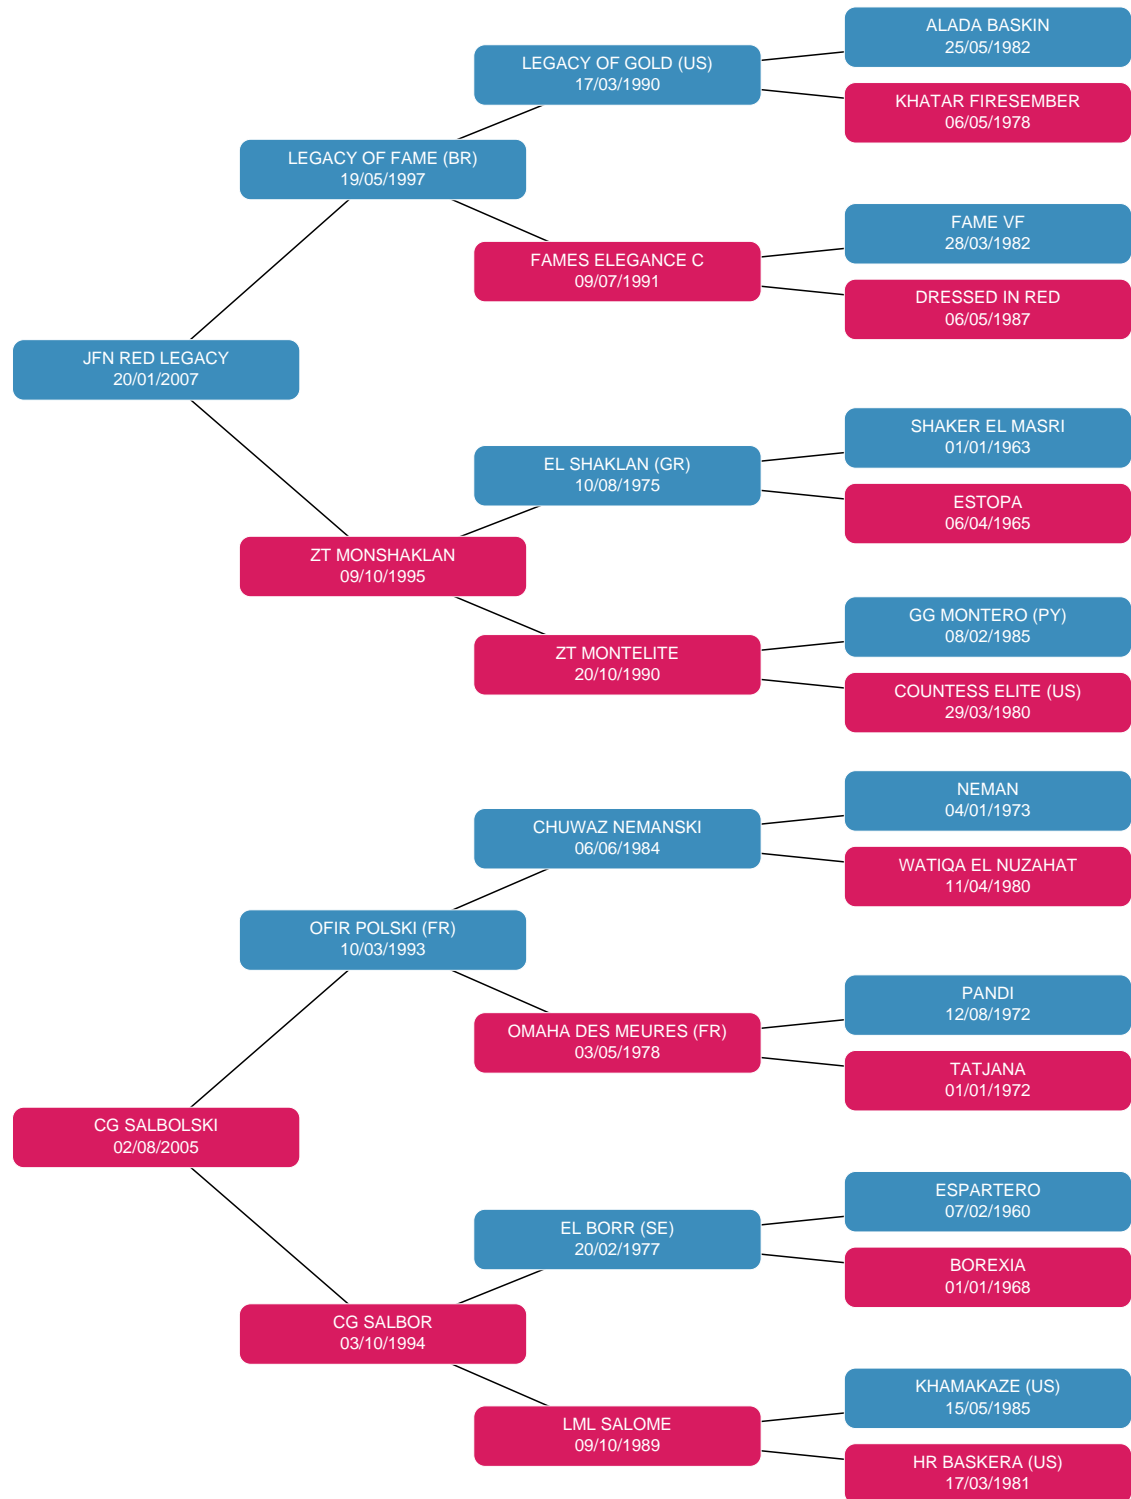 ALADA BASKIN
25/05/1982
LEGACY OF GOLD (US)
17/03/1990
KHATAR FIRESEMBER
06/05/1978
LEGACY OF FAME (BR)
19/05/1997
FAME VF
28/03/1982
FAMES ELEGANCE C
09/07/1991
DRESSED IN RED
06/05/1987
JFN RED LEGACY
20/01/2007
SHAKER EL MASRI
01/01/1963
EL SHAKLAN (GR)
10/08/1975
ESTOPA
06/04/1965
ZT MONSHAKLAN
09/10/1995
GG MONTERO (PY)
08/02/1985
ZT MONTELITE
20/10/1990
COUNTESS ELITE (US)
29/03/1980
NEMAN
04/01/1973
CHUWAZ NEMANSKI
06/06/1984
WATIQA EL NUZAHAT
11/04/1980
OFIR POLSKI (FR)
10/03/1993
PANDI
12/08/1972
OMAHA DES MEURES (FR)
03/05/1978
TATJANA
01/01/1972
CG SALBOLSKI
02/08/2005
ESPARTERO
07/02/1960
EL BORR (SE)
20/02/1977
BOREXIA
01/01/1968
CG SALBOR
03/10/1994
KHAMAKAZE (US)
15/05/1985
LML SALOME
09/10/1989
HR BASKERA (US)
17/03/1981